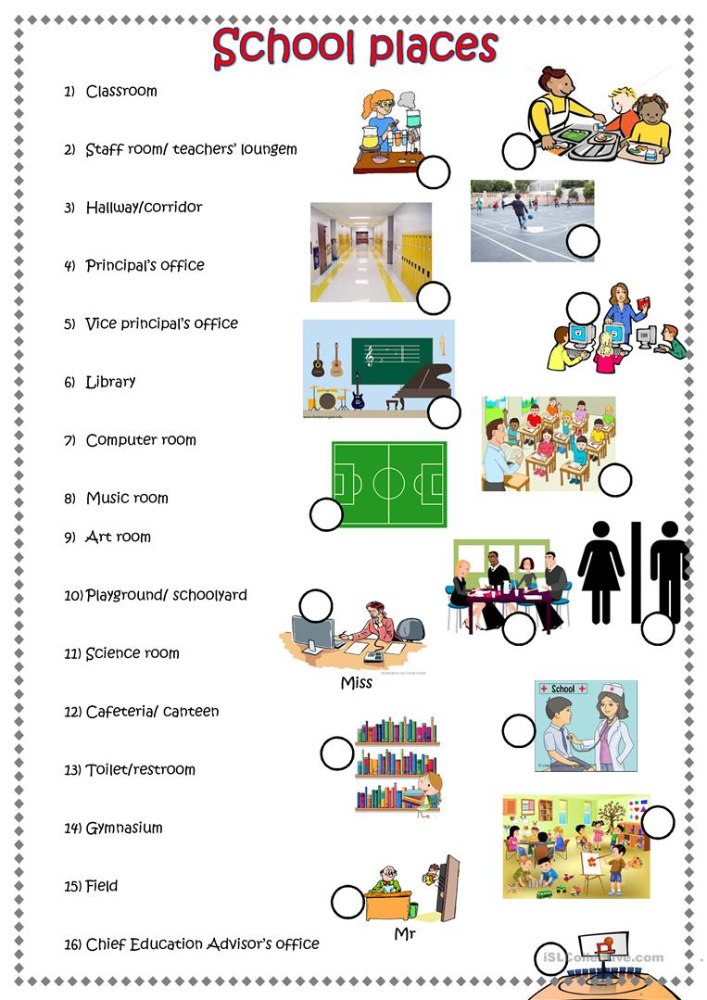 School places
1) Classroom
2) Staff room/ teachers' loungem
3) Hallway/corridor
4) Principal's office
5) Vice principal's office
6) Library
7) Computer room
8) Music room
9) Art room
10) Playground/ schoolyard
11) Science room
Miss
12) Cafeteria/ canteen
+ School +
13) Toilet/restroom
14) Gymnasium
15) Field
Mr
16) Chief Education Advisor's office
iSLCollective.com